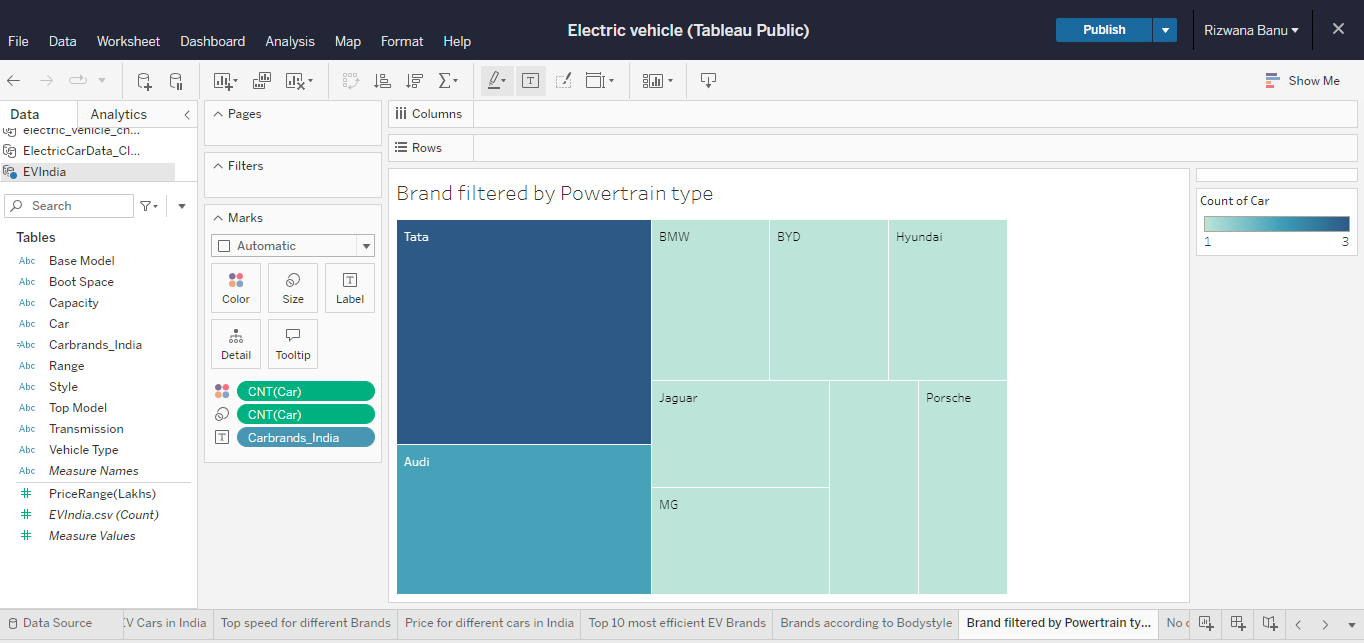 Electric vehicle (Tableau Public)
Publish
Rizwana Banu
File Data Worksheet Dashboard Analysis Map Format Help
Show Me
Data Analytics
electric_vehicle_ch...
ElectricCarData_Cl...
EVIndia
Search
Tables
Abc Base Model
Abc Boot Space
Abc Capacity
Abc Car
=Abc Carbrands_India
Abc Range
Abc Style
Abc Top Model
Abc Transmission
Abc Vehicle Type
Abc Measure Names
# PriceRange(Lakhs)
# EVIndia.csv (Count)
# Measure Values
Pages
Filters
Marks
Automatic
Color Size Label
Detail Tooltip
CNT(Car)
CNT(Car)
Carbrands_India
Columns
Rows
Brand filtered by Powertrain type
Tata
BMW
BYD
Hyundai
Jaguar
Porsche
Audi
MG
Count of Car
1 3
Data Source
EV Cars in India
Top speed for different Brands
Price for different cars in India
Top 10 most efficient EV Brands
Brands according to Bodystyle
Brand filtered by Powertrain ty...
No